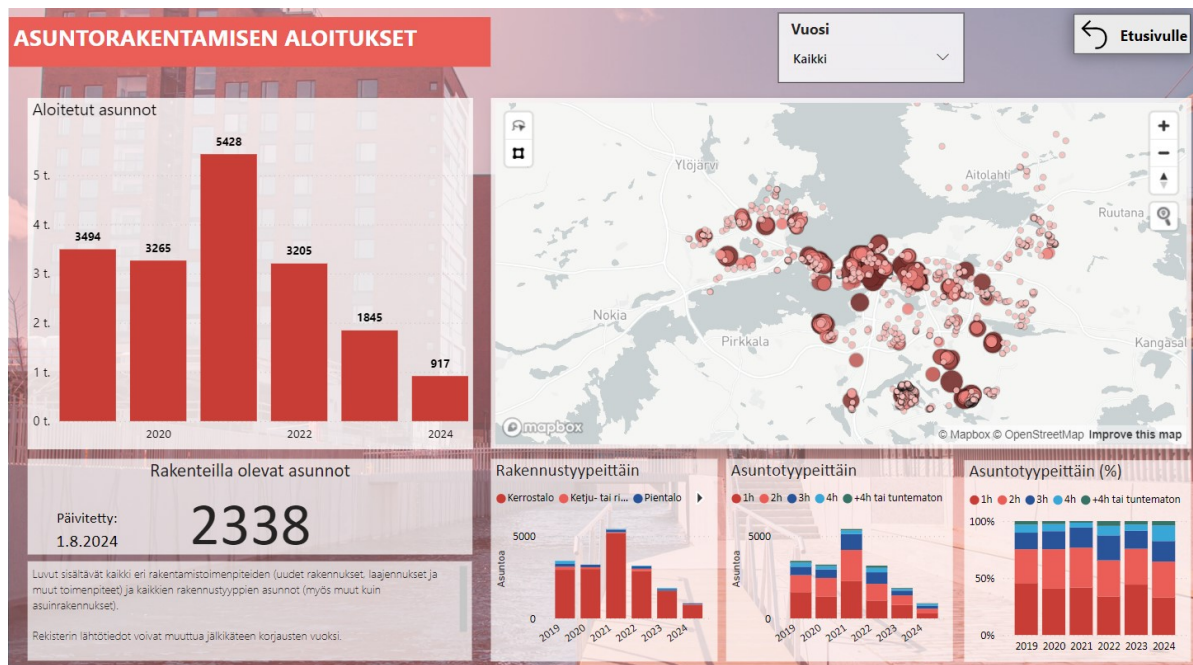 ASUNTORAKENTAMISEN ALOITUKSET
Vuosi
Kaikki
Etusivulle
Aloitetut asunnot
5428
5 t.
4 t.
3494
3265
3205
3 t.
2 t.
1845
1 t.
917
0 t.
2020
2022
2024
Ylöjärvi
Aitolahti
Ruutana
Nokia
Pirkkala
Kangasal
mapbox
© Mapbox © OpenStreetMap Improve this map
Rakenteilla olevat asunnot
Päivitetty:
1.8.2024
2338
Luvut sisältävät kaikki eri rakentamistoimenpiteiden (uudet rakennukset, laajennukset ja
muut toimenpiteet) ja kaikkien rakennustyyppien asunnot (myös muut kuin
asuinrakennukset).
Rekisterin lähtötiedot voivat muuttua jälkikäteen korjausten vuoksi.
Rakennustyypeittäin
Kerrostalo Ketju- tai ri... Pientalo
5000
Asuntoa
0
2019 2020 2021 2022 2023 2024
Asuntotyypeittäin
1h 2h 3h 4h +4h tai tuntematon
5000
Asuntoa
0
2019 2020 2021 2022 2023 2024
Asuntotyypeittäin (%)
1h 2h 3h 4h +4h tai tuntematon
100%
50%
0%
2019 2020 2021 2022 2023 2024